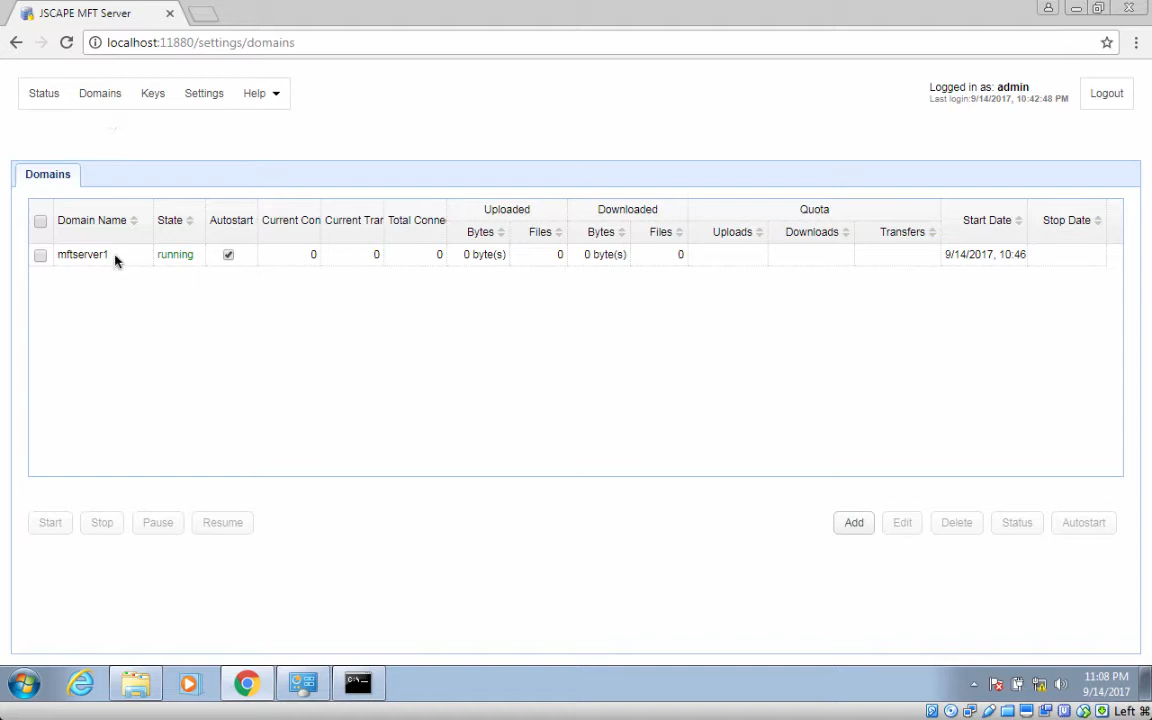 JSCAPE MFT Server
localhost:11880/settings/domains
Status Domains Keys Settings Help
Logged in as: admin
Last login:9/14/2017, 10:42:48 PM
Logout
Domains
Uploaded Downloaded Quota
Domain Name State Autostart Current Con Current Trar Total Conne Bytes Files Bytes Files Uploads Downloads Transfers Start Date Stop Date
mftserver1 running 0 0 0 0 byte(s) 0 0 byte(s) 0 9/14/2017, 10:46
Start Stop Pause Resume Add Edit Delete Status Autostart
11:08 PM
9/14/2017
Left ⌘